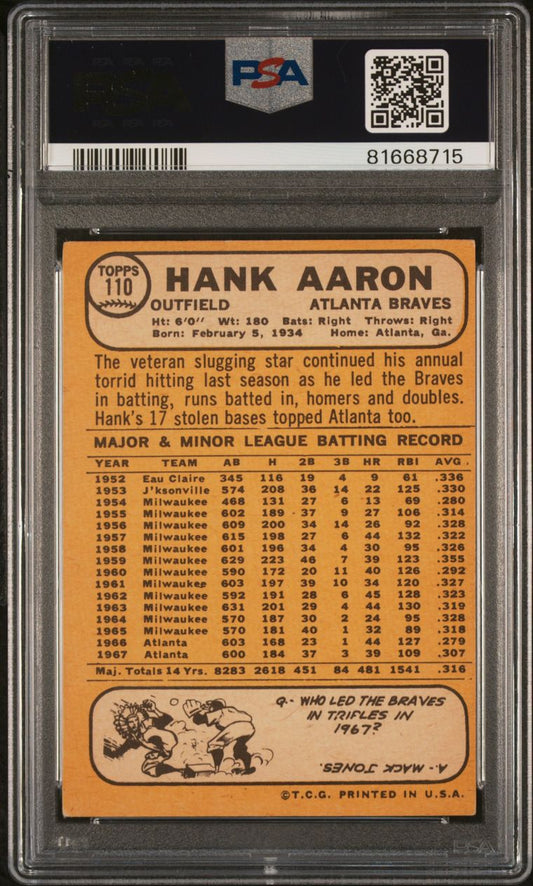 PSA
81668715
TOPPS
110
HANK AARON
OUTFIELD ATLANTA BRAVES
Ht: 6'0" Wt: 180 Bats: Right Throws: Right
Born: February 5, 1934 Home: Atlanta, Ga.
The veteran slugging star continued his annual
torrid hitting last season as he led the Braves
in batting, runs batted in, homers and doubles.
Hank's 17 stolen bases topped Atlanta too.
MAJOR & MINOR LEAGUE BATTING RECORD
YEAR TEAM AB H 2B 3B HR RBI AVG.
1952 Eau Claire 345 116 19 4 9 61 .336
1953 J'ksonville 574 208 36 14 22 125 .330
1954 Milwaukee 468 131 27 6 13 69 .280
1955 Milwaukee 602 189 37 9 27 106 .314
1956 Milwaukee 609 200 34 14 26 92 .328
1957 Milwaukee 615 198 27 6 44 132 .322
1958 Milwaukee 601 196 34 4 30 95 .326
1959 Milwaukee 629 223 46 7 39 123 .355
1960 Milwaukee 590 172 20 11 40 126 .292
1961 Milwaukee 603 197 39 10 34 120 .327
1962 Milwaukee 592 191 28 6 45 128 .323
1963 Milwaukee 631 201 29 4 44 130 .319
1964 Milwaukee 570 187 30 2 24 95 .328
1965 Milwaukee 570 181 40 1 32 89 .318
1966 Atlanta 603 168 23 1 44 127 .279
1967 Atlanta 600 184 37 3 39 109 .307
Maj. Totals 14 Yrs. 8283 2618 451 84 481 1541 .316
Q.- WHO LED THE BRAVES
IN TRIPLES IN
1967?
A.- MACK JONES.
©T.C.G. PRINTED IN U.S.A.
PSA